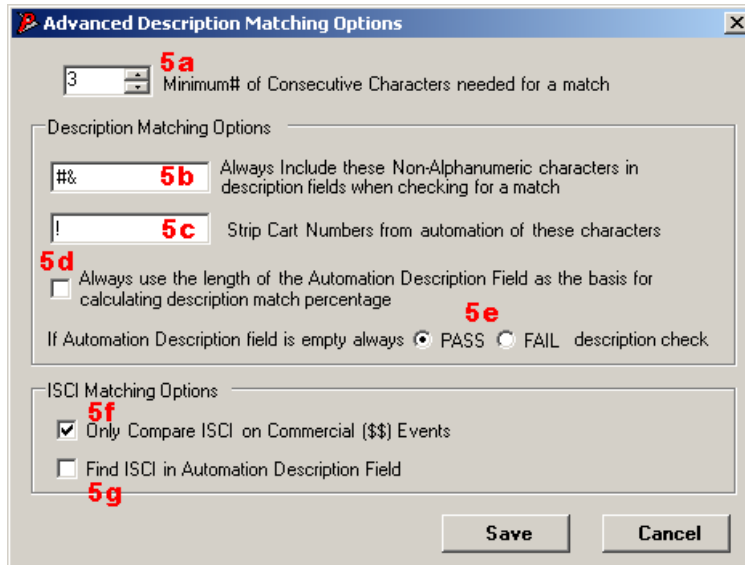 Advanced Description Matching Options
5a
3 Minimum# of Consecutive Characters needed for a match
Description Matching Options
#& 5b Always Include these Non-Alphanumeric characters in
description fields when checking for a match
! 5c Strip Cart Numbers from automation of these characters
5d
Always use the length of the Automation Description Field as the basis for
calculating description match percentage
5e
If Automation Description field is empty always PASS FAIL description check
ISCI Matching Options
5f
Only Compare ISCI on Commercial ($$) Events
Find ISCI in Automation Description Field
5g
Save Cancel